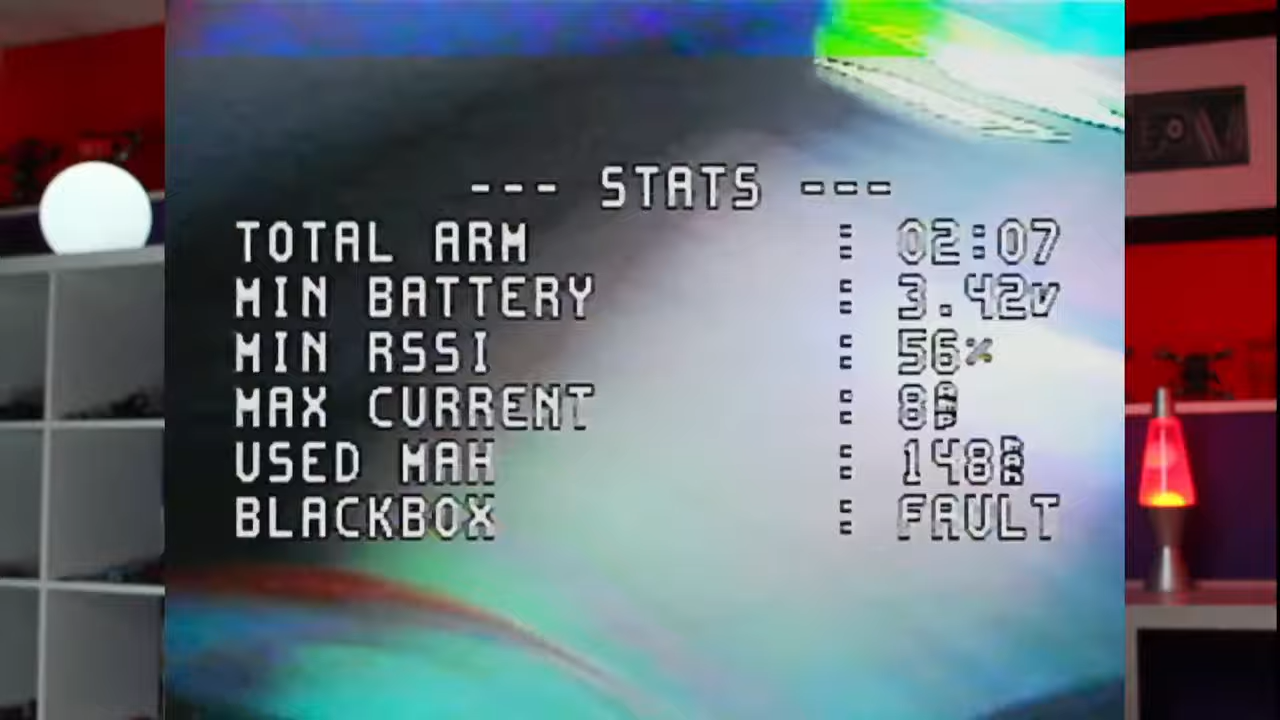 --- STATS ---
TOTAL ARM : 02:07
MIN BATTERY : 3.42V
MIN RSSI : 56%
MAX CURRENT : 8A
USED MAH : 148
BLACKBOX : FAULT